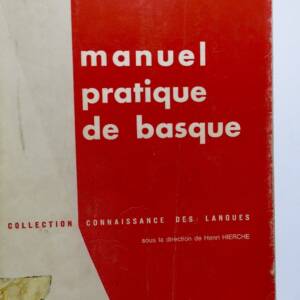 manuel
pratique
de basque
COLLECTION CONNAISSANCE DES LANGUES
sous la direction de Henri HIERCHE